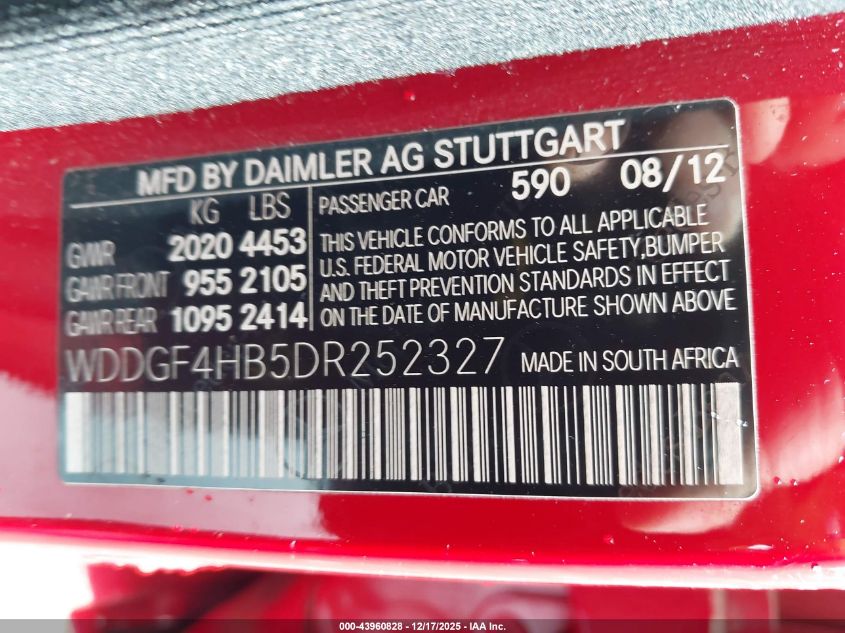 MFD BY DAIMLER AG STUTTGART
KG LBS
GVWR 2020 4453
GAWR FRONT 955 2105
GAWR REAR 1095 2414
PASSENGER CAR 590 08/12
THIS VEHICLE CONFORMS TO ALL APPLICABLE
U.S. FEDERAL MOTOR VEHICLE SAFETY,BUMPER
AND THEFT PREVENTION STANDARDS IN EFFECT
ON THE DATE OF MANUFACTURE SHOWN ABOVE
WDDGF4HB5DR252327 MADE IN SOUTH AFRICA
000-43960828 - 12/17/2025 - IAA Inc.